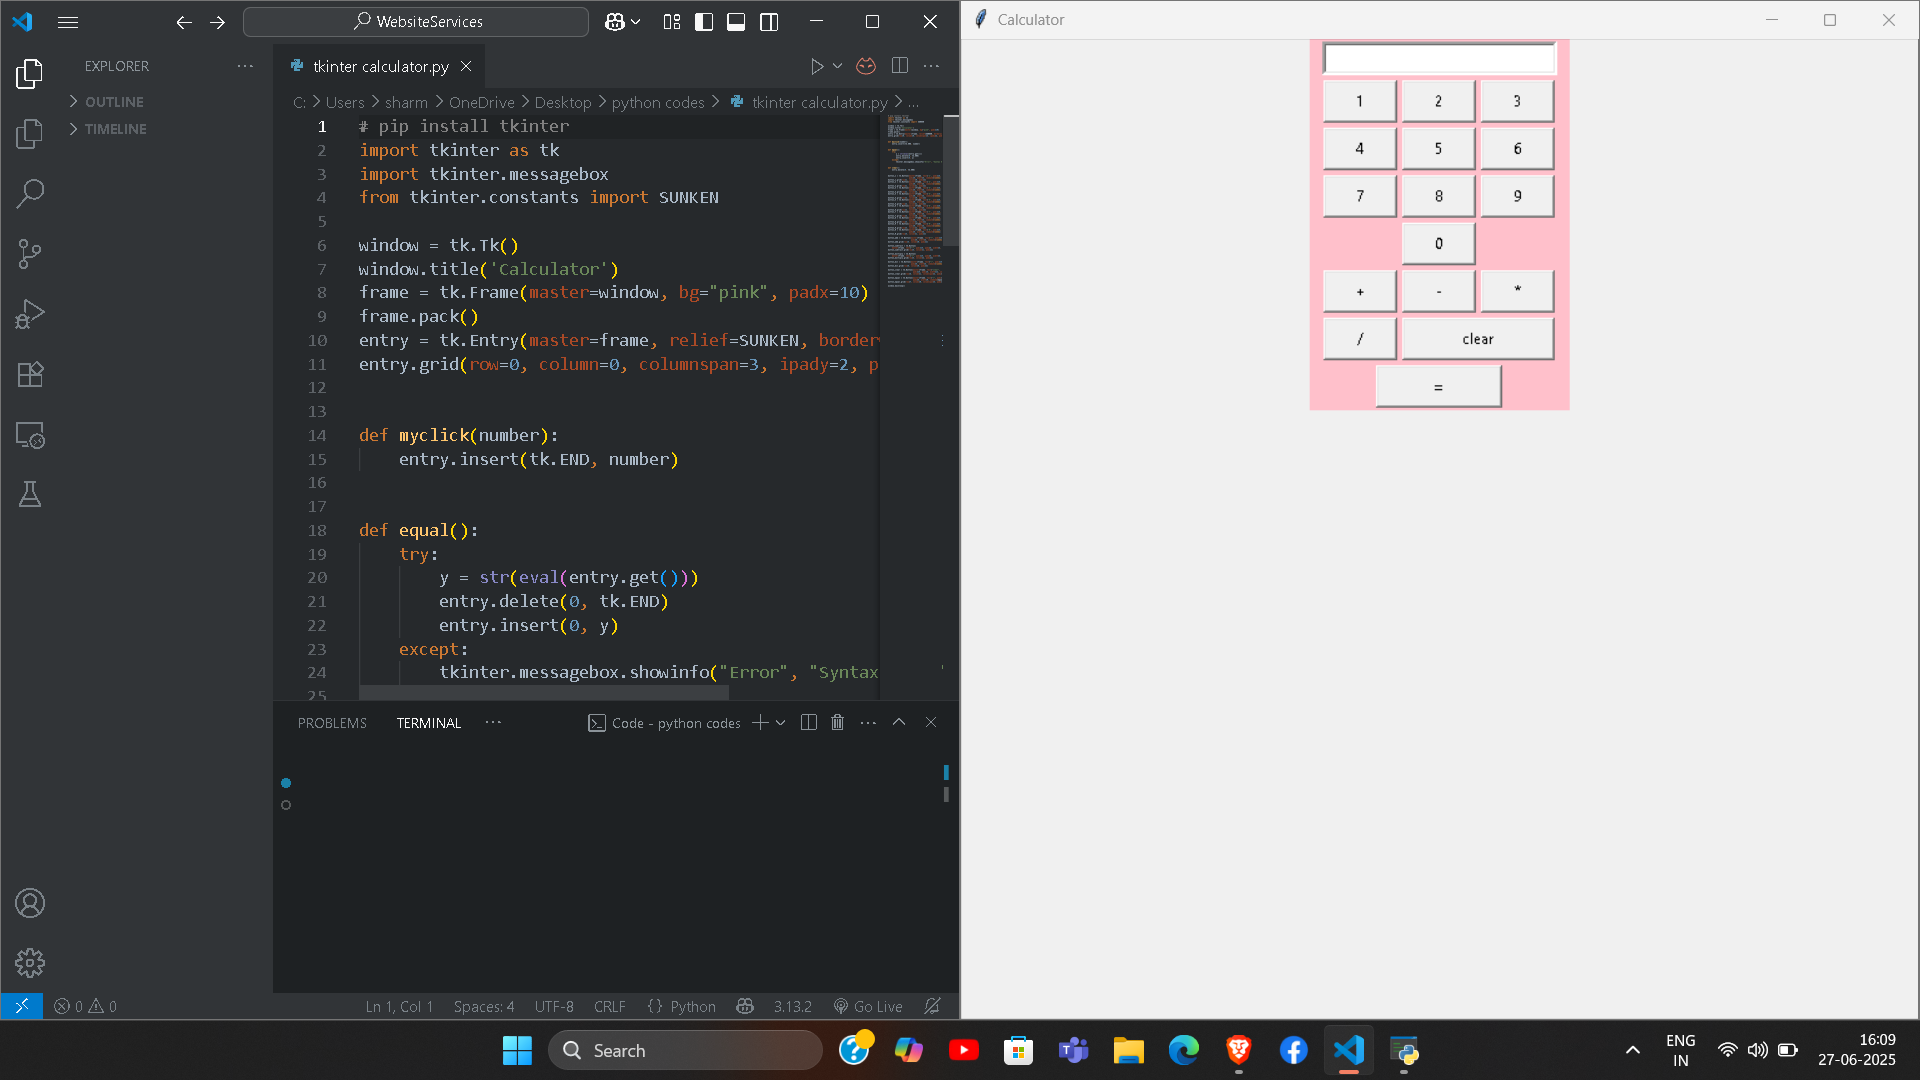 WebsiteServices
EXPLORER
OUTLINE
TIMELINE
tkinter calculator.py
C: > Users > sharm > OneDrive > Desktop > python codes > tkinter calculator.py > ...
1 # pip install tkinter
2 import tkinter as tk
3 import tkinter.messagebox
4 from tkinter.constants import SUNKEN
5
6 window = tk.Tk()
7 window.title('Calculator')
8 frame = tk.Frame(master=window, bg="pink", padx=10)
9 frame.pack()
10 entry = tk.Entry(master=frame, relief=SUNKEN, border
11 entry.grid(row=0, column=0, columnspan=3, ipady=2, p
12
13
14 def myclick(number):
15     entry.insert(tk.END, number)
16
17
18 def equal():
19     try:
20         y = str(eval(entry.get()))
21         entry.delete(0, tk.END)
22         entry.insert(0, y)
23     except:
24         tkinter.messagebox.showinfo("Error", "Syntax
25
PROBLEMS TERMINAL ...
Code - python codes
0 0
Ln 1, Col 1 Spaces: 4 UTF-8 CRLF {} Python 3.13.2 Go Live
Calculator
1 2 3
4 5 6
7 8 9
0
+ - *
/ clear
=
Search
ENG
IN
16:09
27-06-2025